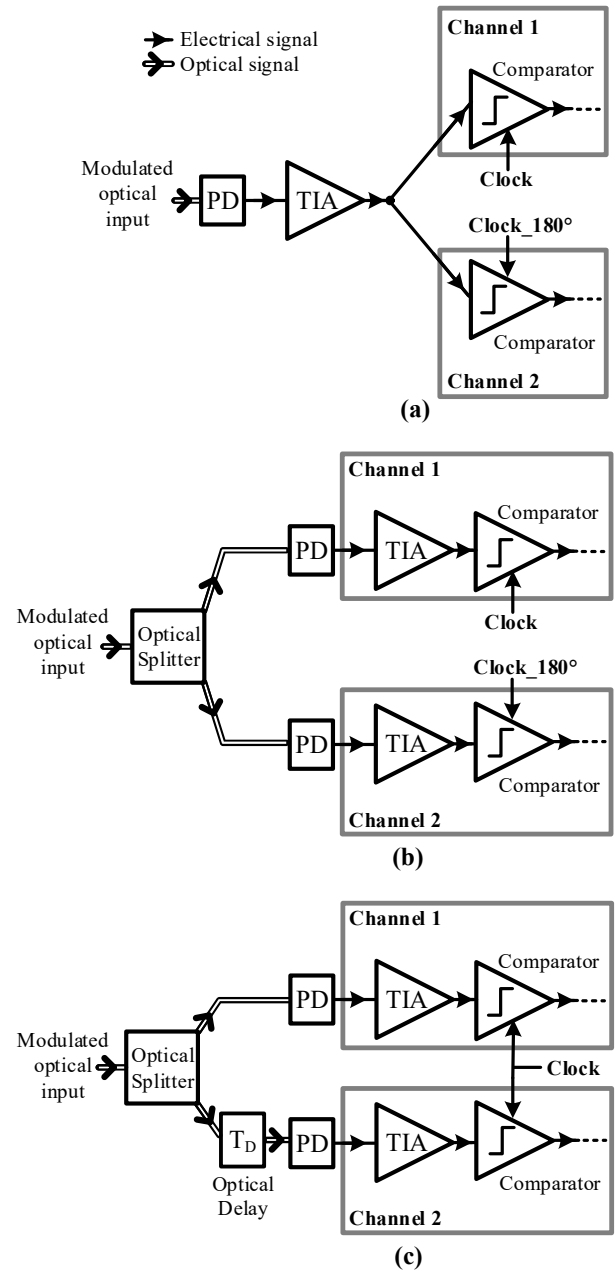 Electrical signal
Optical signal
Channel 1
Comparator
Modulated
optical
input
PD
TIA
Clock
Clock_180°
Comparator
Channel 2
(a)
Channel 1
Comparator
PD
TIA
Clock
Modulated
optical
input
Optical
Splitter
Clock_180°
PD
TIA
Comparator
Channel 2
(b)
Channel 1
Comparator
PD
TIA
Modulated
optical
input
Optical
Splitter
Clock
T_D
PD
TIA
Optical
Delay
Comparator
Channel 2
(c)